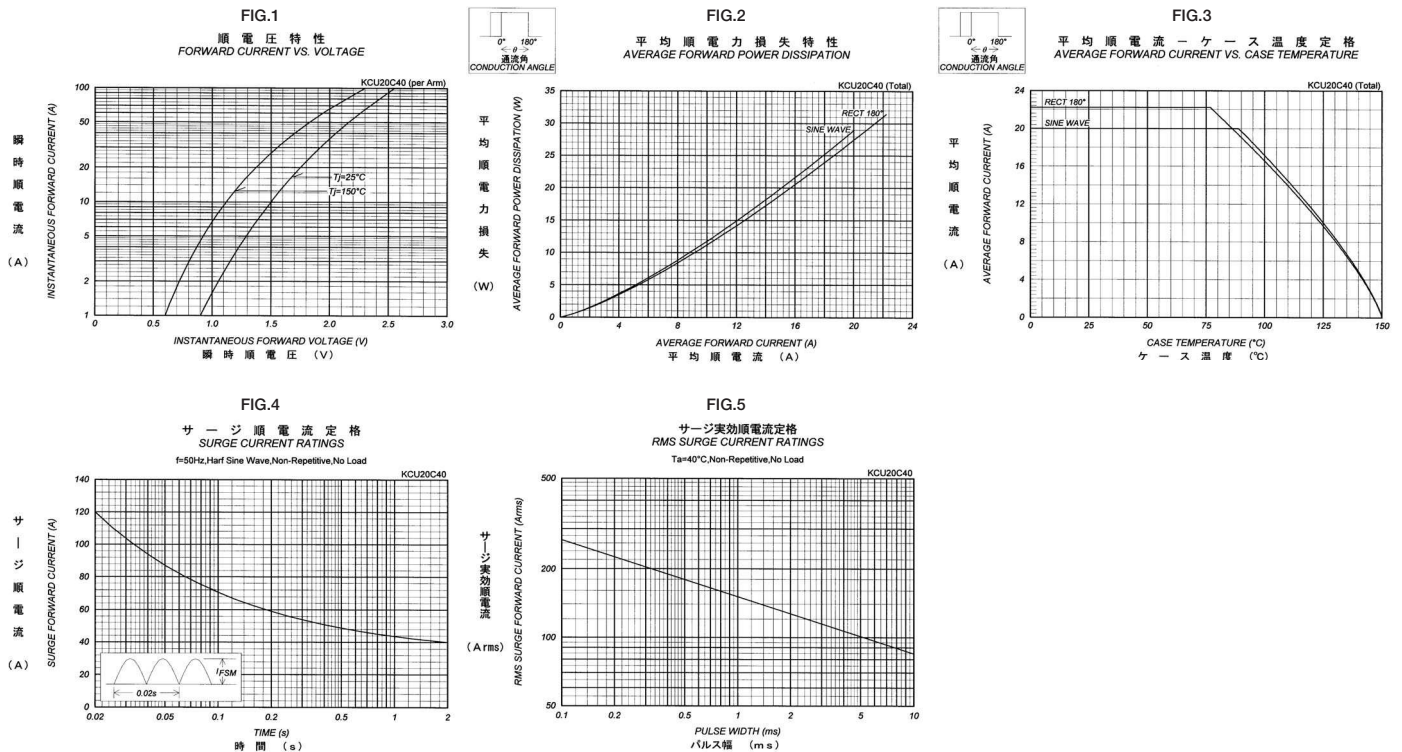 FIG.1
順電圧特性
FORWARD CURRENT VS. VOLTAGE
KCU20C40 (per Arm)
瞬時順電流
(A)
INSTANTANEOUS FORWARD CURRENT (A)
100
50
20
10
5
2
1
Tj=25°C
Tj=150°C
0
0.5
1.0
1.5
2.0
2.5
3.0
INSTANTANEOUS FORWARD VOLTAGE (V)
瞬時順電圧 (V)
FIG.2
0°
180°
θ
通流角
CONDUCTION ANGLE
平均順電力損失特性
AVERAGE FORWARD POWER DISSIPATION
KCU20C40 (Total)
平均順電力損失
(W)
AVERAGE FORWARD POWER DISSIPATION (W)
35
30
25
20
15
10
5
0
RECT 180°
SINE WAVE
0
4
8
12
16
20
24
AVERAGE FORWARD CURRENT (A)
平均順電流 (A)
FIG.3
0°
180°
θ
通流角
CONDUCTION ANGLE
平均順電流-ケース温度定格
AVERAGE FORWARD CURRENT VS. CASE TEMPERATURE
KCU20C40 (Total)
平均順電流
(A)
AVERAGE FORWARD CURRENT (A)
24
20
16
12
8
4
0
RECT 180°
SINE WAVE
0
25
50
75
100
125
150
CASE TEMPERATURE (°C)
ケース温度 (℃)
FIG.4
サージ順電流定格
SURGE CURRENT RATINGS
f=50Hz,Harf Sine Wave,Non-Repetitive,No Load
KCU20C40
サージ順電流
(A)
SURGE FORWARD CURRENT (A)
140
120
100
80
60
40
20
0
IFSM
0.02s
0.02
0.05
0.1
0.2
0.5
1
2
TIME (s)
時間 (s)
FIG.5
サージ実効順電流定格
RMS SURGE CURRENT RATINGS
Ta=40°C,Non-Repetitive,No Load
KCU20C40
サージ実効順電流
(Arms)
RMS SURGE FORWARD CURRENT (Arms)
500
200
100
50
0.1
0.2
0.5
1
2
5
10
PULSE WIDTH (ms)
パルス幅 (ms)